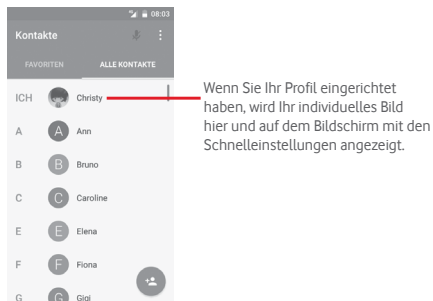 08:03
Kontakte
FAVORITEN ALLE KONTAKTE
ICH Christy
Wenn Sie Ihr Profil eingerichtet
haben, wird Ihr individuelles Bild
hier und auf dem Bildschirm mit den
Schnelleinstellungen angezeigt.
A A Ann
B B Bruno
C C Caroline
E E Elena
F F Fiona
G G Gigi